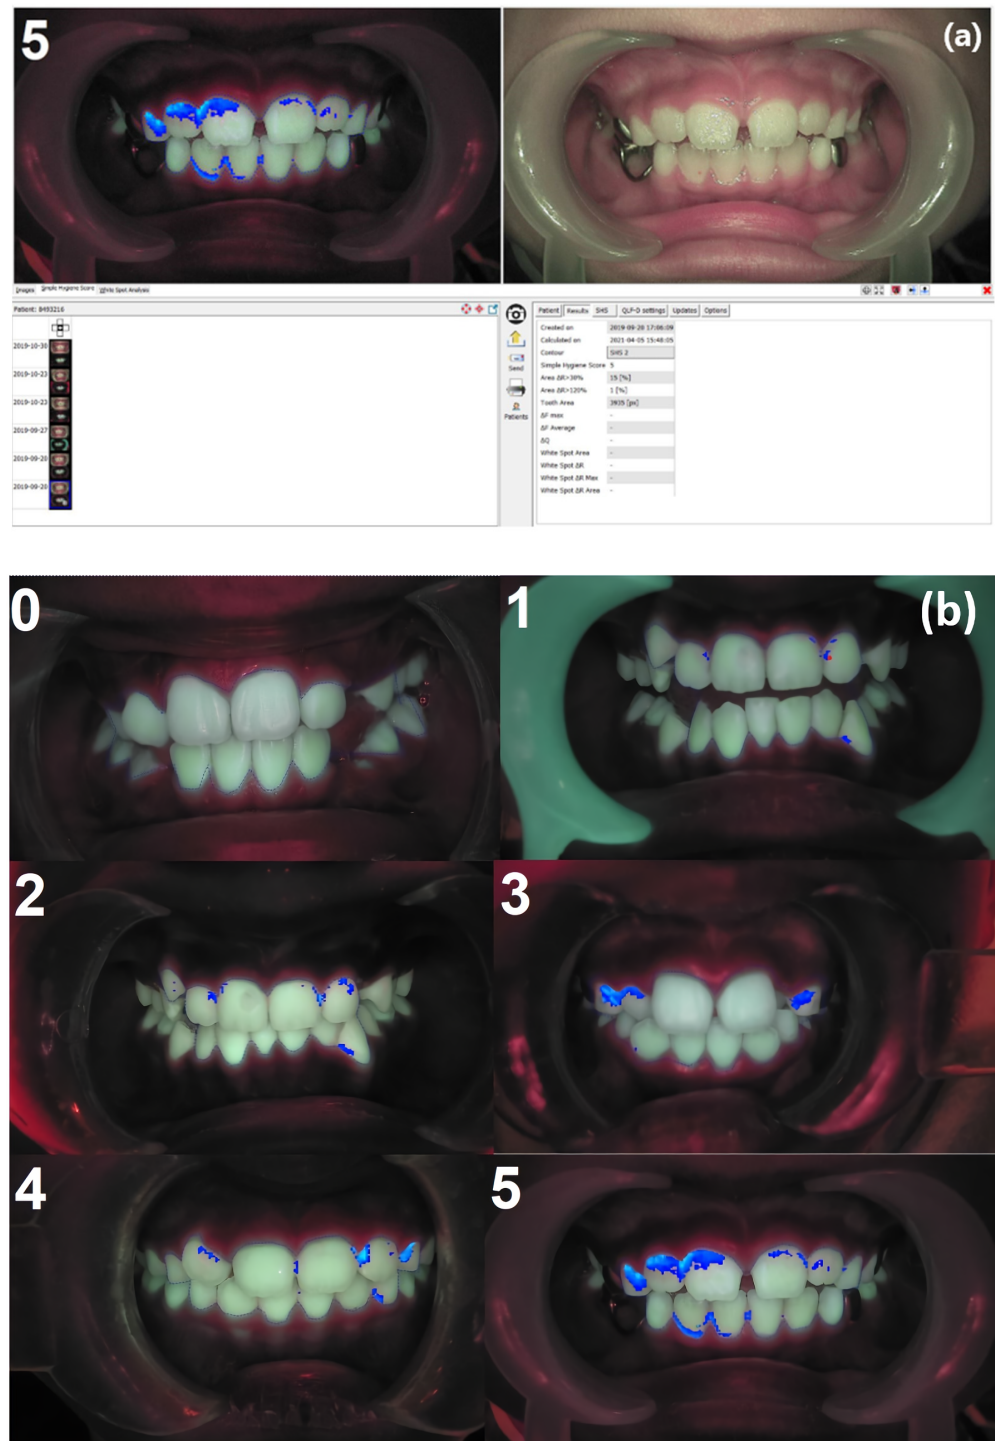 5
(a)
Images Simple Hygiene Score White Spot Analysis
Patient: 8493216
2019-10-30
2019-10-23
2019-10-23
2019-09-27
2019-09-20
2019-09-20
Send
Patients
Patient Results SHS QLF-D settings Updates Options
Created on 2019-09-20 17:06:09
Calculated on 2021-04-05 15:48:05
Contour SHS 2
Simple Hygiene Score 5
Area ΔR>30% 15 [%]
Area ΔR>120% 1 [%]
Tooth Area 3935 [px]
ΔF max -
ΔF Average -
ΔQ -
White Spot Area -
White Spot ΔR -
White Spot ΔR Max -
White Spot ΔR Area -
0
1
(b)
2
3
4
5